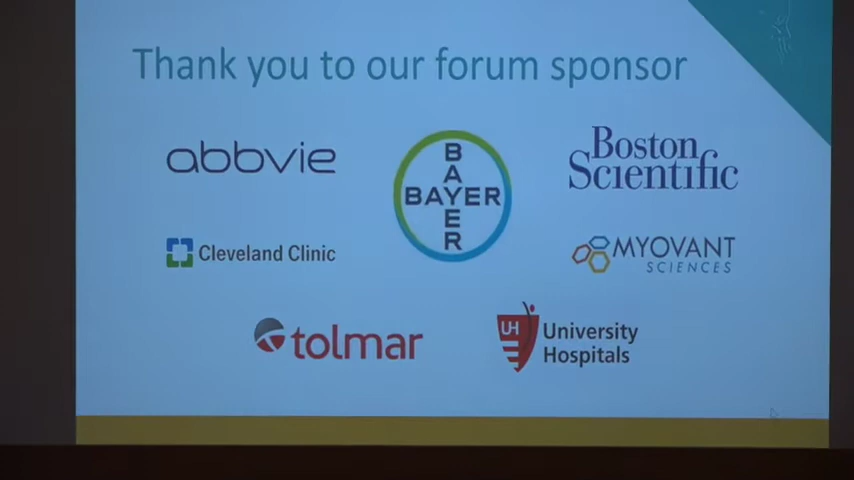 Thank you to our forum sponsor
abbvie
BAYER
BAYER
Boston
Scientific
Cleveland Clinic
MYOVANT
SCIENCES
tolmar
UH
University
Hospitals